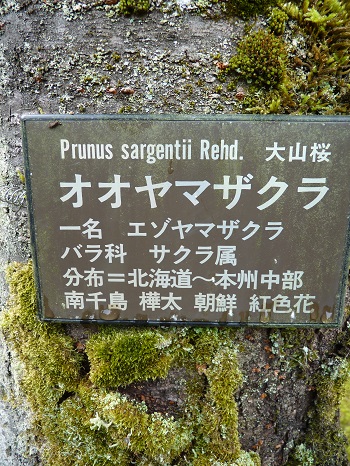 Prunus sargentii Rehd. 大山桜
オオヤマザクラ
一名 エゾヤマザクラ
バラ科 サクラ属
分布=北海道～本州中部
南千島 樺太 朝鮮 紅色花